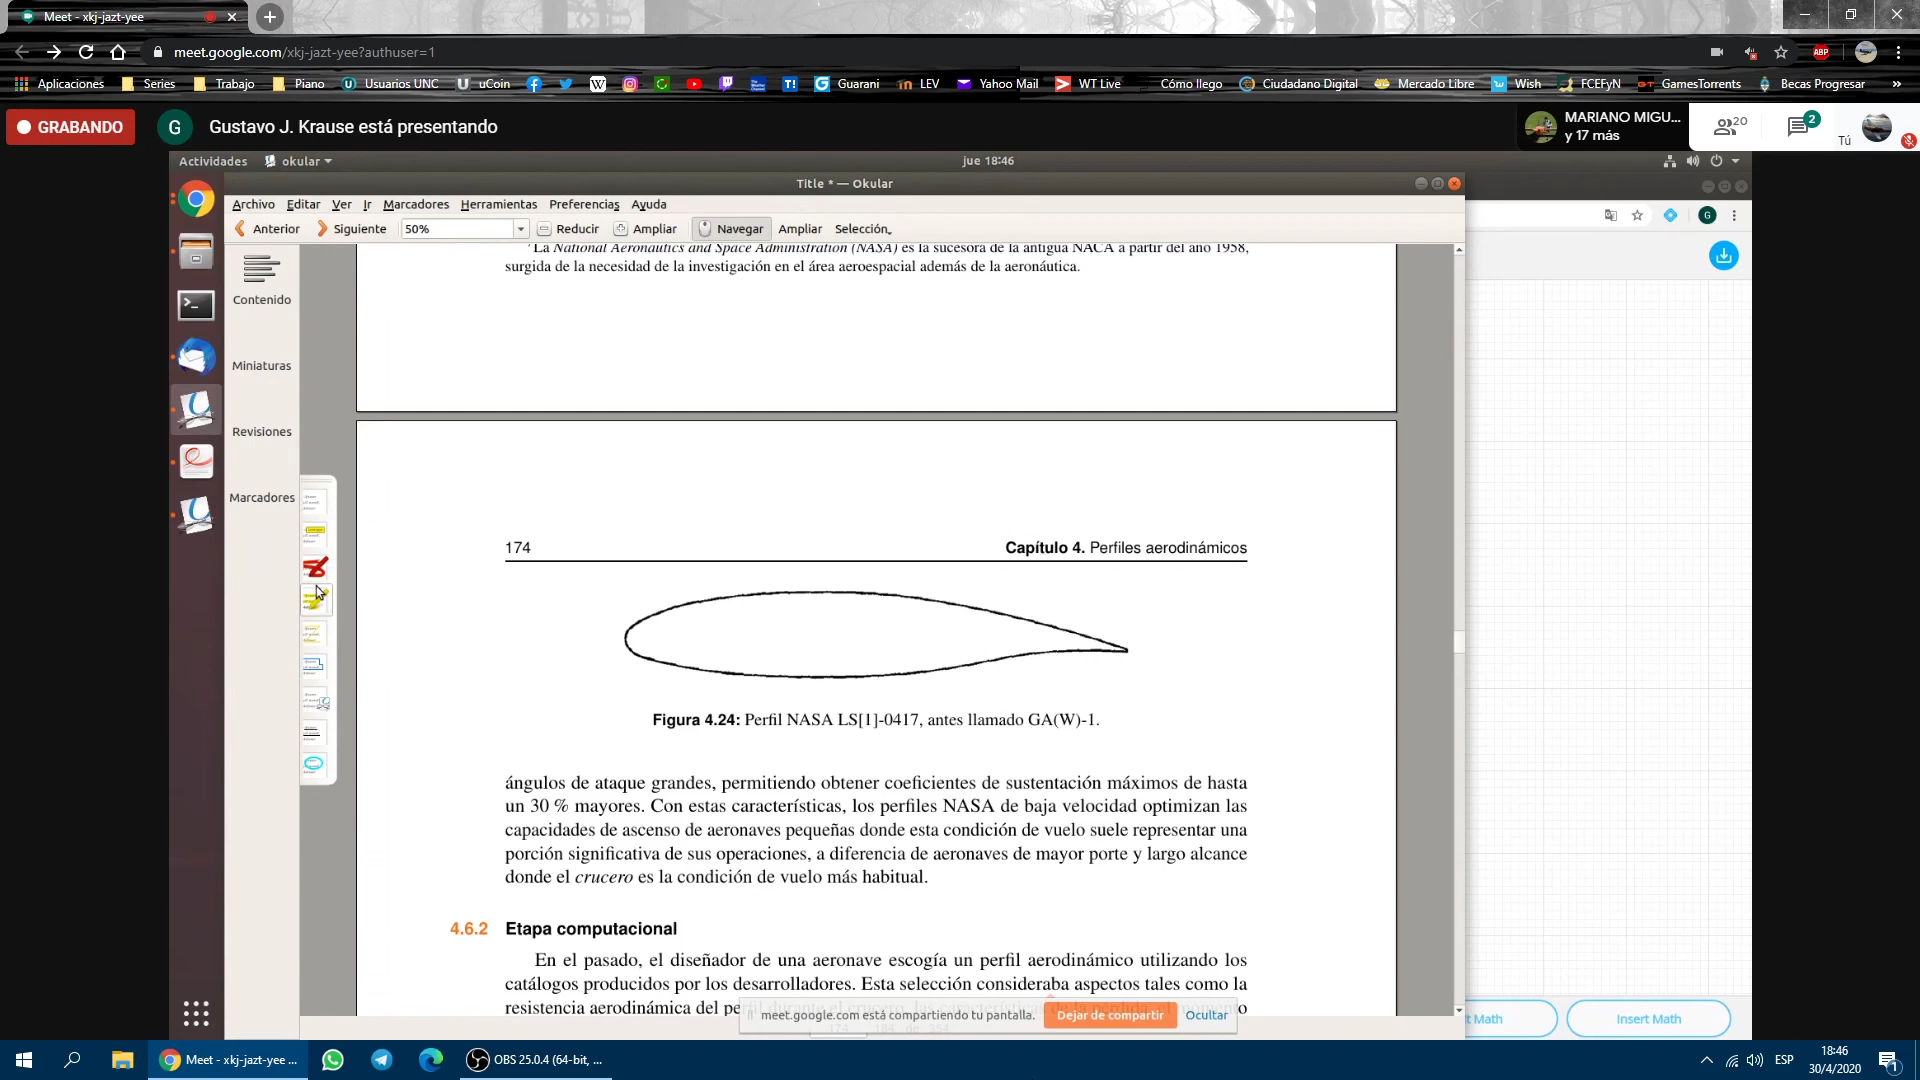 Meet - xkj-jazt-yee
meet.google.com/xkj-jazt-yee?authuser=1
ABP
Aplicaciones
Series
Trabajo
Piano
Usuarios UNC
uCoin
Guarani
LEV
Yahoo Mail
WT Live
Cómo llego
Ciudadano Digital
Mercado Libre
Wish
FCEFyN
GamesTorrents
Becas Progresar
»
GRABANDO
G
Gustavo J. Krause está presentando
MARIANO MIGU...
y 17 más
20
2
Tú
Actividades
okular
jue 18:46
Title * — Okular
Archivo
Editar
Ver
Ir
Marcadores
Herramientas
Preferencias
Ayuda
Anterior
Siguiente
50%
Reducir
Ampliar
Navegar
Ampliar
Selección
G
Contenido
Miniaturas
Revisiones
Marcadores
La National Aeronautics and Space Administration (NASA) es la sucesora de la antigua NACA a partir del año 1958,
surgida de la necesidad de la investigación en el área aeroespacial además de la aeronáutica.
174
Capítulo 4. Perfiles aerodinámicos
Figura 4.24: Perfil NASA LS[1]-0417, antes llamado GA(W)-1.
ángulos de ataque grandes, permitiendo obtener coeficientes de sustentación máximos de hasta
un 30 % mayores. Con estas características, los perfiles NASA de baja velocidad optimizan las
capacidades de ascenso de aeronaves pequeñas donde esta condición de vuelo suele representar una
porción significativa de sus operaciones, a diferencia de aeronaves de mayor porte y largo alcance
donde el crucero es la condición de vuelo más habitual.
4.6.2 Etapa computacional
En el pasado, el diseñador de una aeronave escogía un perfil aerodinámico utilizando los
catálogos producidos por los desarrolladores. Esta selección consideraba aspectos tales como la
resistencia aerodinámica del
meet.google.com está compartiendo tu pantalla.
Dejar de compartir
Ocultar
174
184 de 354
Math
Insert Math
Meet - xkj-jazt-yee ...
OBS 25.0.4 (64-bit, ...
ESP
18:46
30/4/2020
1